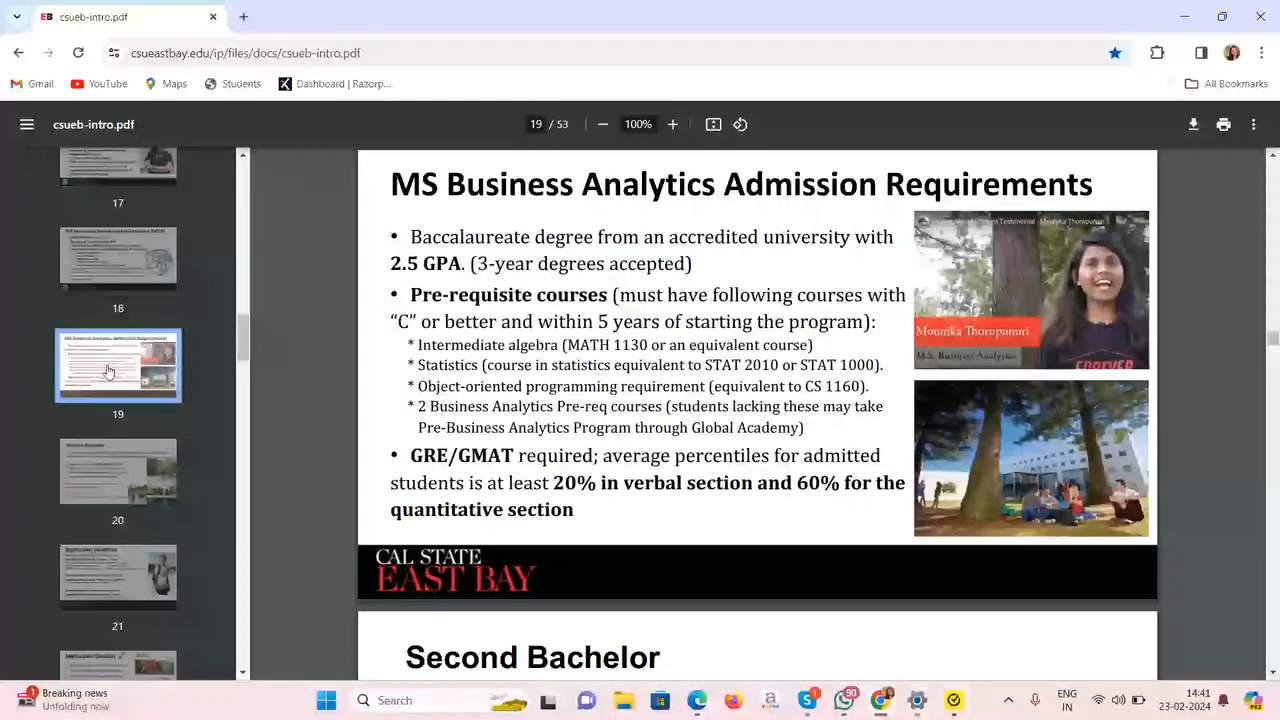 csueb-intro.pdf
csueastbay.edu/ip/files/docs/csueb-intro.pdf
Gmail
YouTube
Maps
Students
Dashboard | Razorp...
All Bookmarks
csueb-intro.pdf
19 / 53
100%
17
18
19
20
21
MS Business Analytics Admission Requirements
• Baccalaureate degree from an accredited university with
2.5 GPA. (3-year degrees accepted)
• Pre-requisite courses (must have following courses with
“C” or better and within 5 years of starting the program):
* Intermediate algebra (MATH 1130 or an equivalent course)
* Statistics (course in statistics equivalent to STAT 2010 or STAT 1000).
* Object-oriented programming requirement (equivalent to CS 1160).
* 2 Business Analytics Pre-req courses (students lacking these may take
Pre-Business Analytics Program through Global Academy)
• GRE/GMAT required; average percentiles for admitted
students is at least 20% in verbal section and 60% for the
quantitative section
CAL STATE
EAST BAY
Second Bachelor
Breaking news
Unfolding now
Search
90
ENG
IN
14:41
23-02-2024